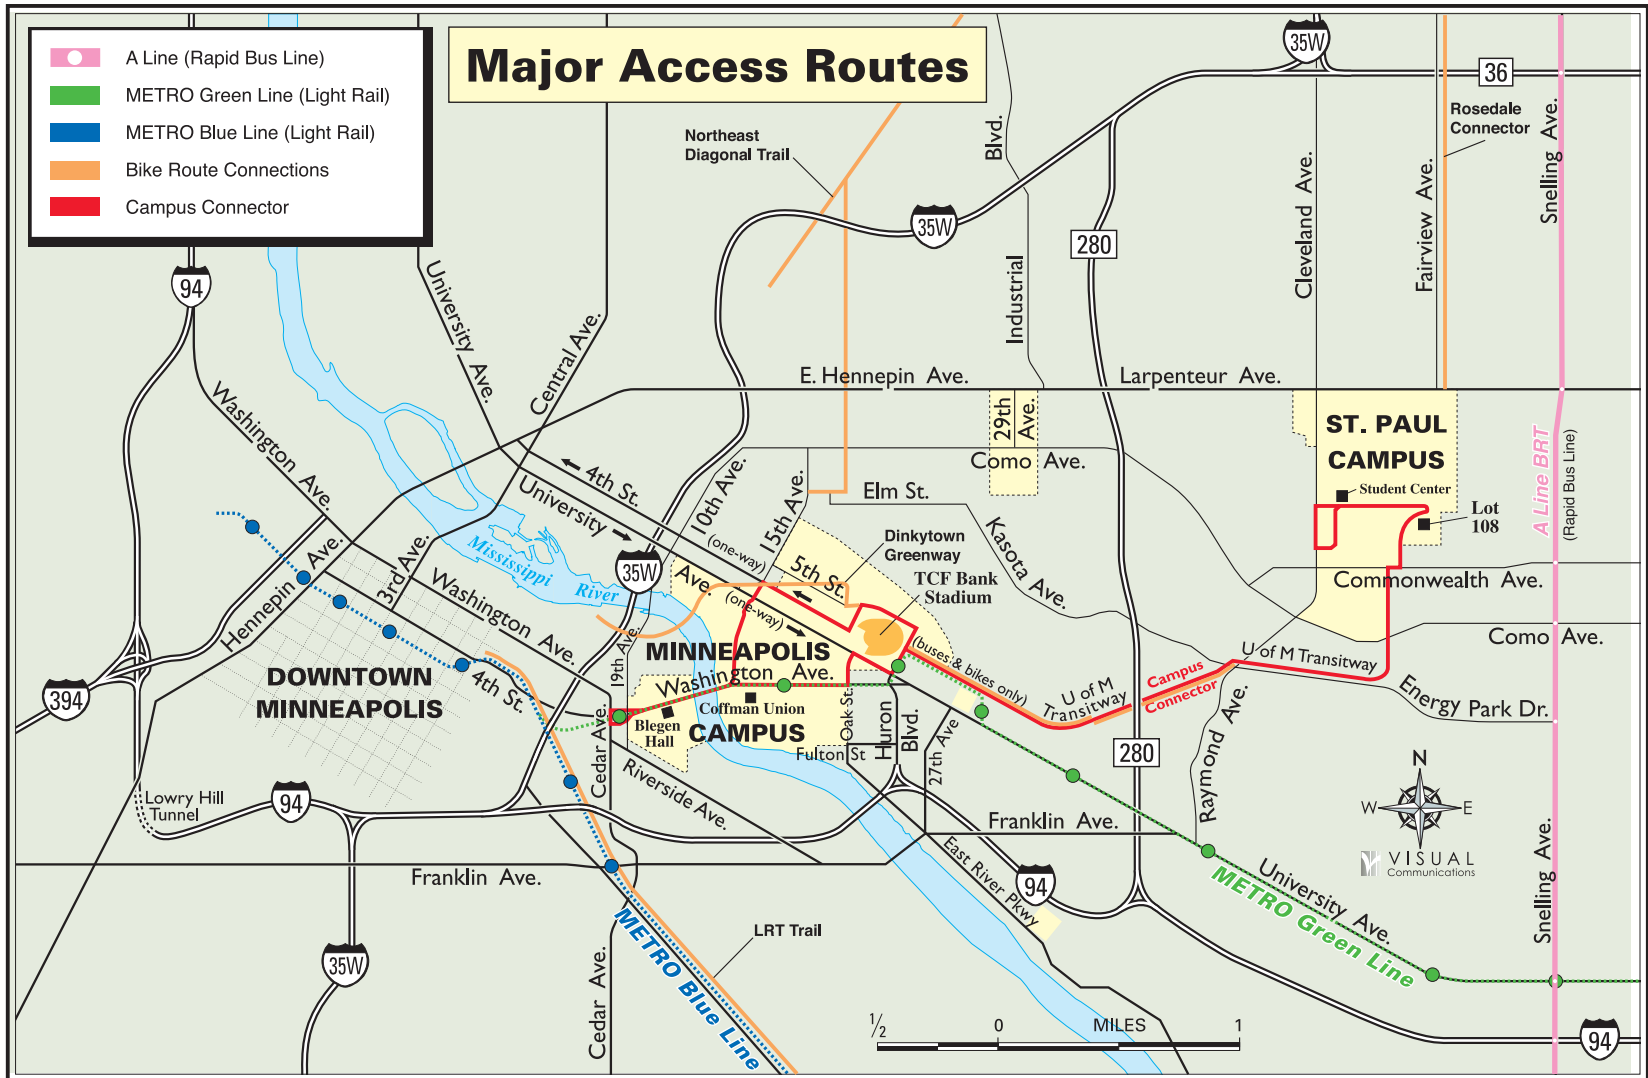 Major Access Routes
A Line (Rapid Bus Line)
METRO Green Line (Light Rail)
METRO Blue Line (Light Rail)
Bike Route Connections
Campus Connector
35W
36
Rosedale
Connector
Northeast
Diagonal Trail
Blvd.
Industrial
Cleveland Ave.
Fairview Ave.
Snelling Ave.
35W
280
94
University Ave.
Central Ave.
Washington Ave.
E. Hennepin Ave.
Larpenteur Ave.
29th Ave.
Como Ave.
ST. PAUL
CAMPUS
Student Center
Lot
108
A Line BRT
(Rapid Bus Line)
4th St.
University
10th Ave.
15th Ave.
Elm St.
Kasota Ave.
Dinkytown
Greenway
TCF Bank
Stadium
(one-way)
5th St.
Ave.
(one-way)
35W
Mississippi
River
Hennepin Ave.
3rd Ave.
Washington Ave.
Commonwealth Ave.
Como Ave.
U of M Transitway
Energy Park Dr.
(buses & bikes only)
U of M
Transitway
Campus
Connector
Raymond Ave.
MINNEAPOLIS
CAMPUS
Washington Ave.
Coffman Union
Blegen
Hall
19th Ave.
Cedar Ave.
Oak St.
Huron
Blvd.
Fulton St
27th Ave
DOWNTOWN
MINNEAPOLIS
4th St.
394
280
Riverside Ave.
Lowry Hill
Tunnel
94
Franklin Ave.
Franklin Ave.
East River Pkwy
94
University Ave.
METRO Green Line
Snelling Ave.
N
W
E
VISUAL
Communications
LRT Trail
METRO Blue Line
Cedar Ave.
35W
1/2
0
MILES
1
94